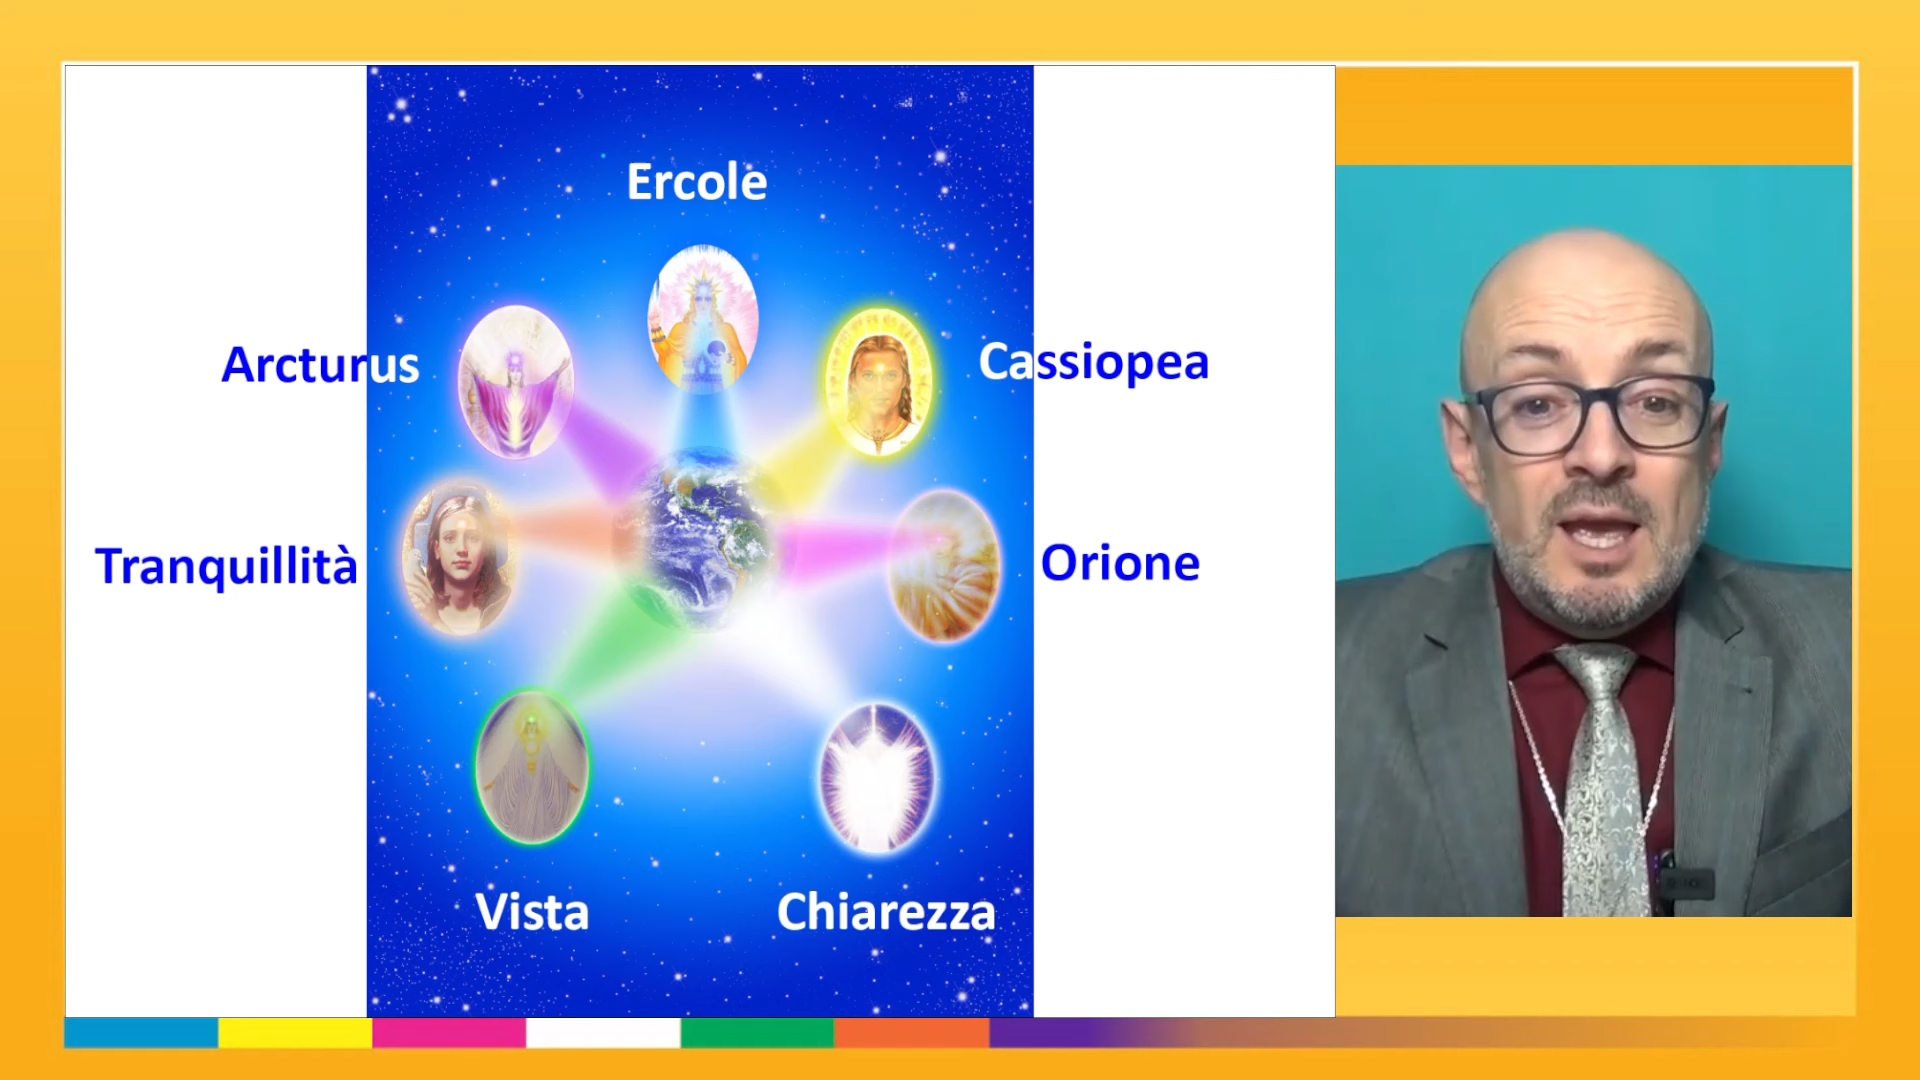 Ercole
Arcturus
Cassiopea
Tranquillità
Orione
Vista
Chiarezza